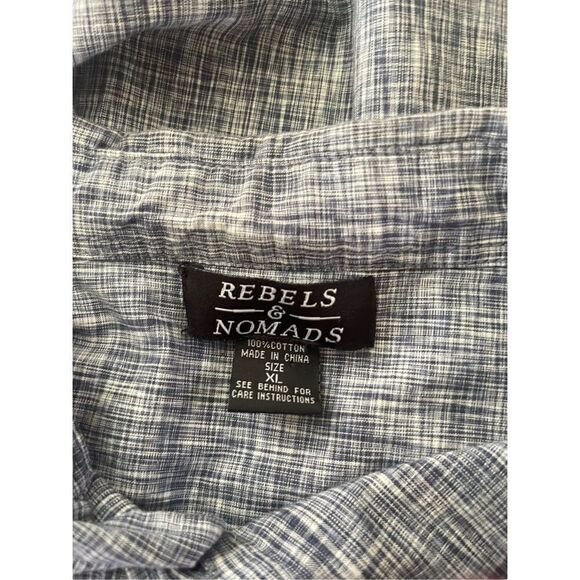 REBELS
&
NOMADS
100%COTTON
MADE IN CHINA
SIZE
XL
SEE BEHIND FOR
CARE INSTRUCTIONS